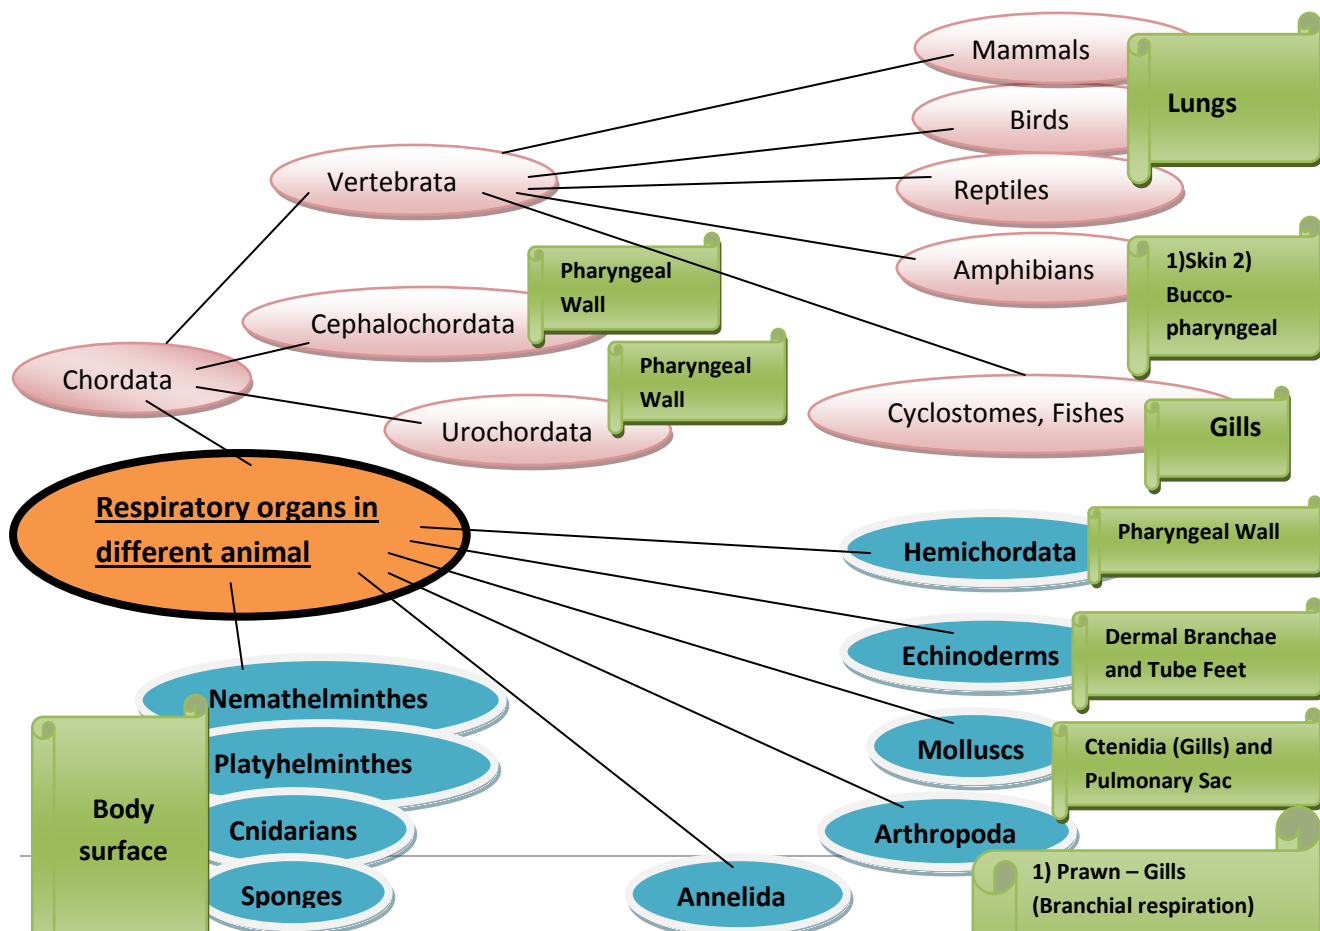 Mammals
Lungs
Birds
Vertebrata
Reptiles
Pharyngeal
Wall
Amphibians
1)Skin 2)
Bucco-
pharyngeal
Cephalochordata
Pharyngeal
Wall
Chordata
Urochordata
Cyclostomes, Fishes
Gills
Respiratory organs in
different animal
Hemichordata
Pharyngeal Wall
Echinoderms
Dermal Branchae
and Tube Feet
Nemathelminthes
Molluscs
Ctenidia (Gills) and
Pulmonary Sac
Platyhelminthes
Body
surface
Cnidarians
Arthropoda
Sponges
Annelida
1) Prawn – Gills
(Branchial respiration)